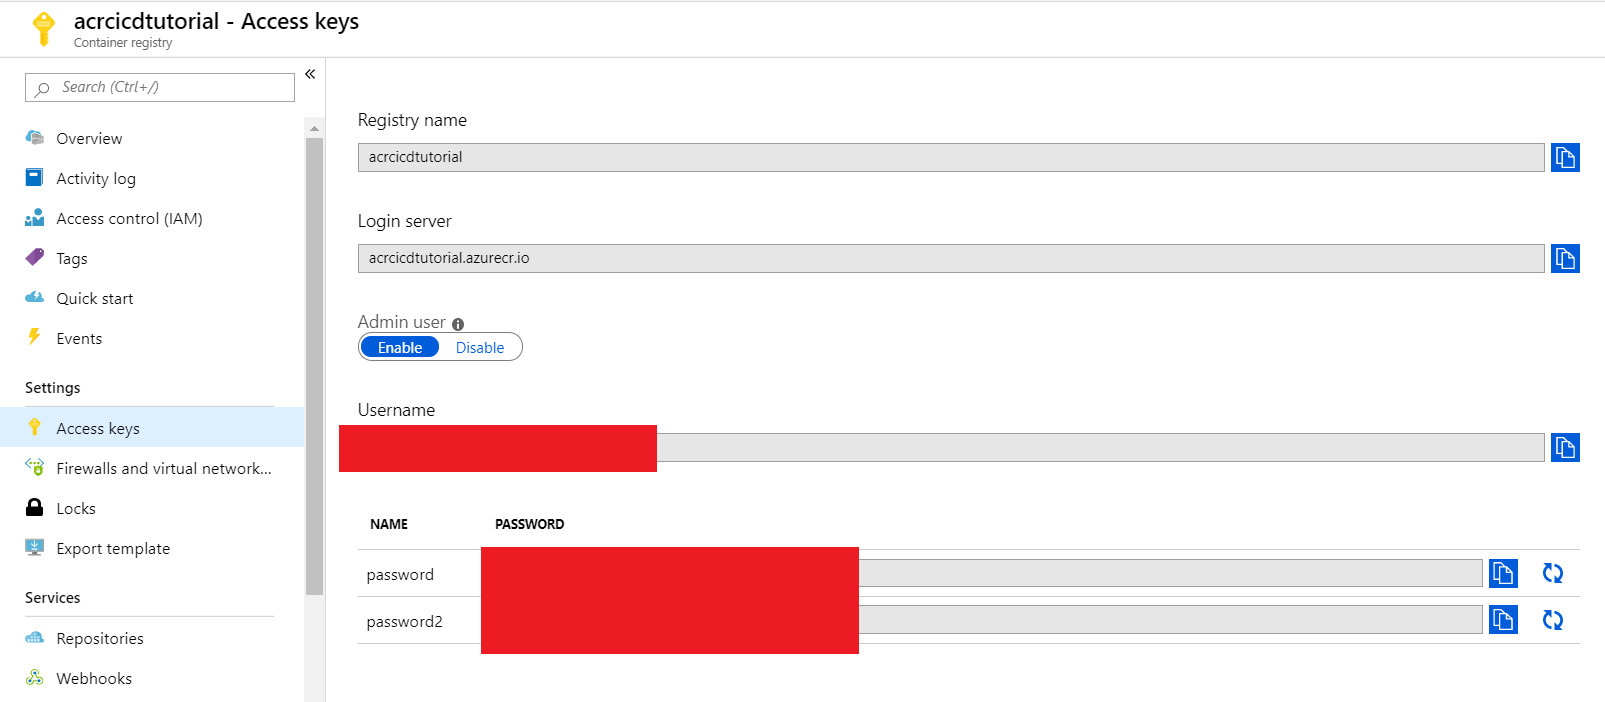 acrcicdtutorial - Access keys
Container registry
Search (Ctrl+/)
«
Overview
Activity log
Access control (IAM)
Tags
Quick start
Events
Settings
Access keys
Firewalls and virtual network...
Locks
Export template
Services
Repositories
Webhooks
Registry name
acrcicdtutorial
Login server
acrcicdtutorial.azurecr.io
Admin user
Enable Disable
Username
NAME PASSWORD
password
password2